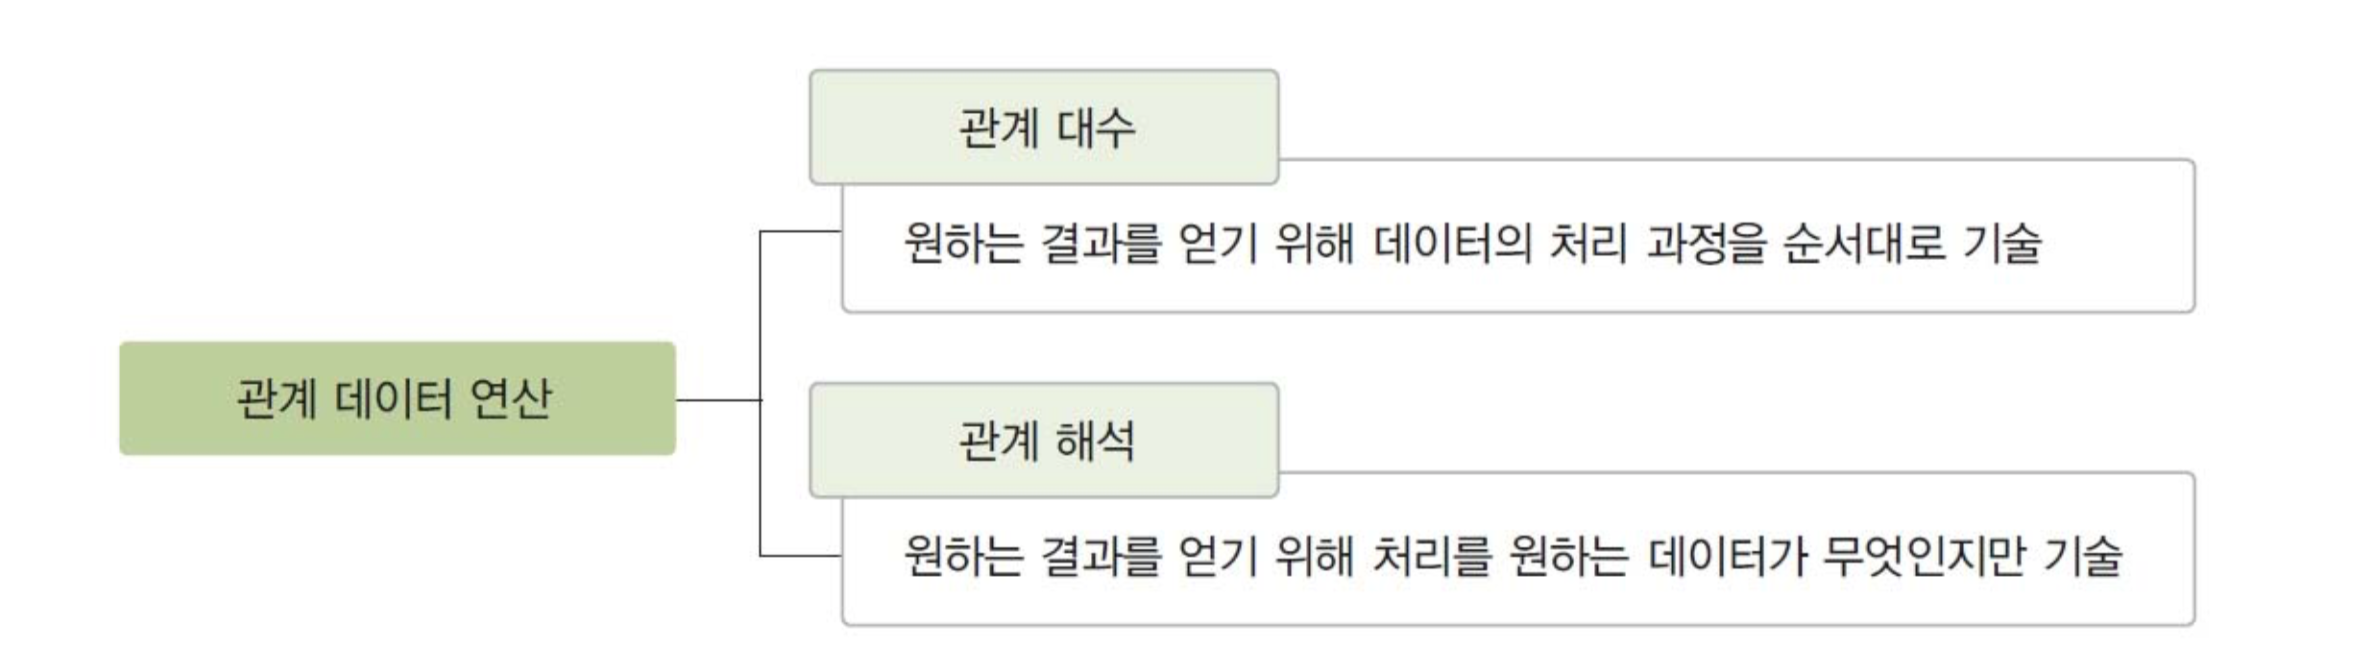 관계 대수
원하는 결과를 얻기 위해 데이터의 처리 과정을 순서대로 기술
관계 데이터 연산
관계 해석
원하는 결과를 얻기 위해 처리를 원하는 데이터가 무엇인지만 기술